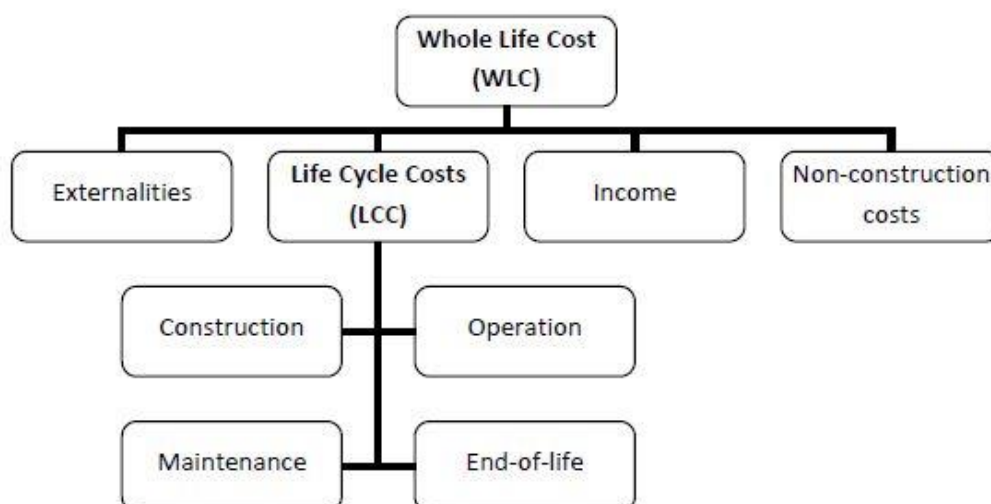 Whole Life Cost
(WLC)
Externalities
Life Cycle Costs
(LCC)
Income
Non-construction
costs
Construction
Operation
Maintenance
End-of-life